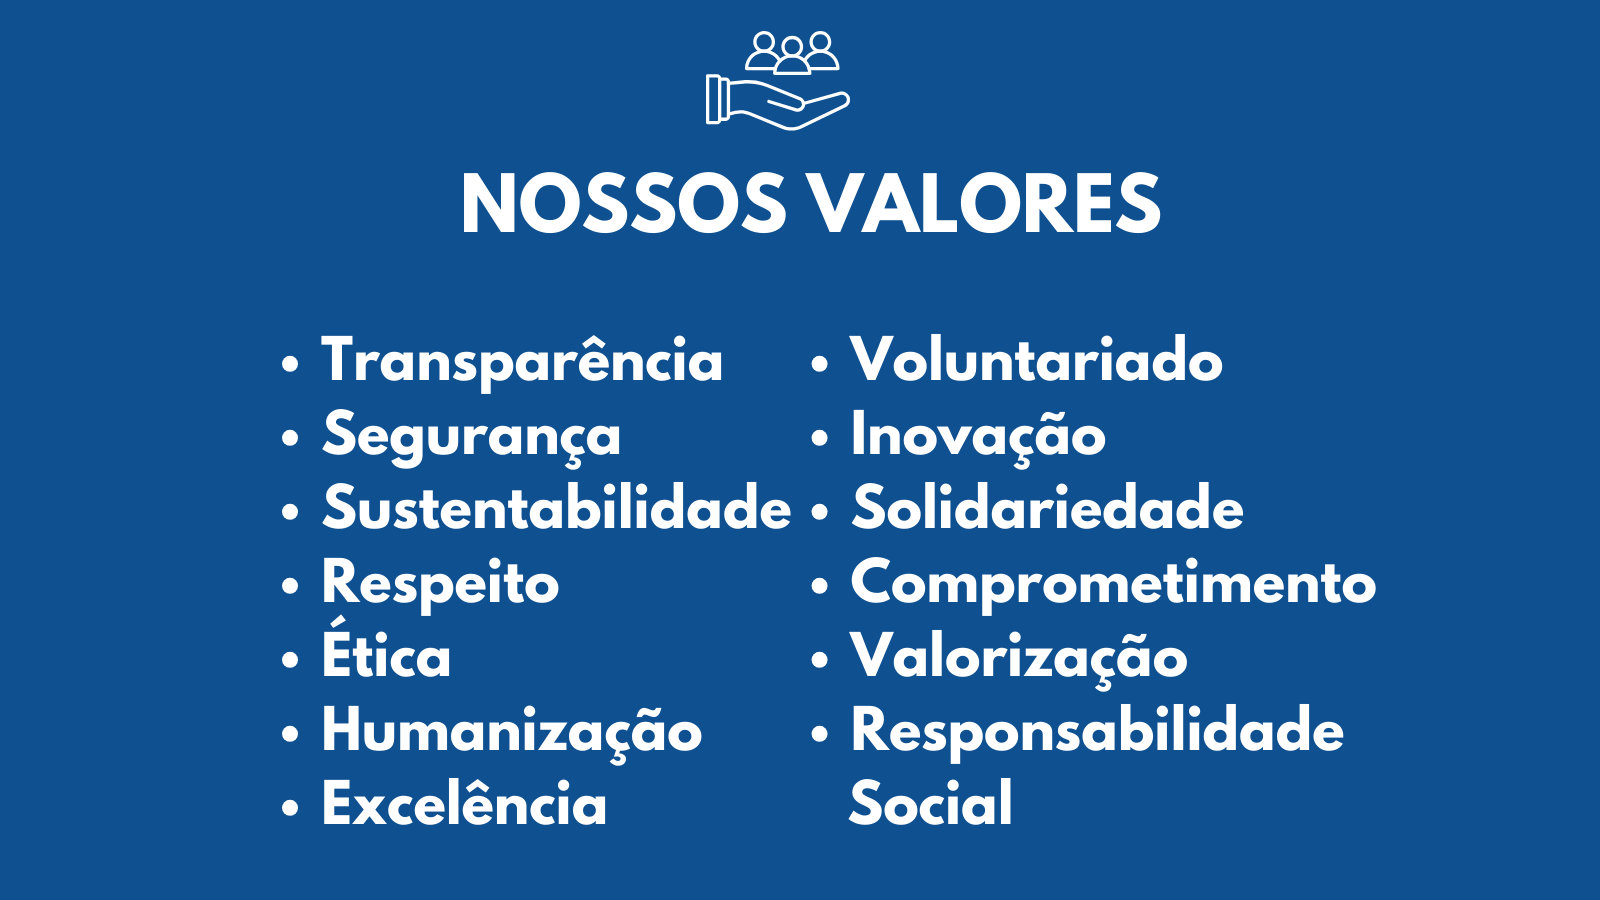 NOSSOS VALORES
• Transparência
• Segurança
• Sustentabilidade
• Respeito
• Ética
• Humanização
• Excelência
• Voluntariado
• Inovação
• Solidariedade
• Comprometimento
• Valorização
• Responsabilidade
Social